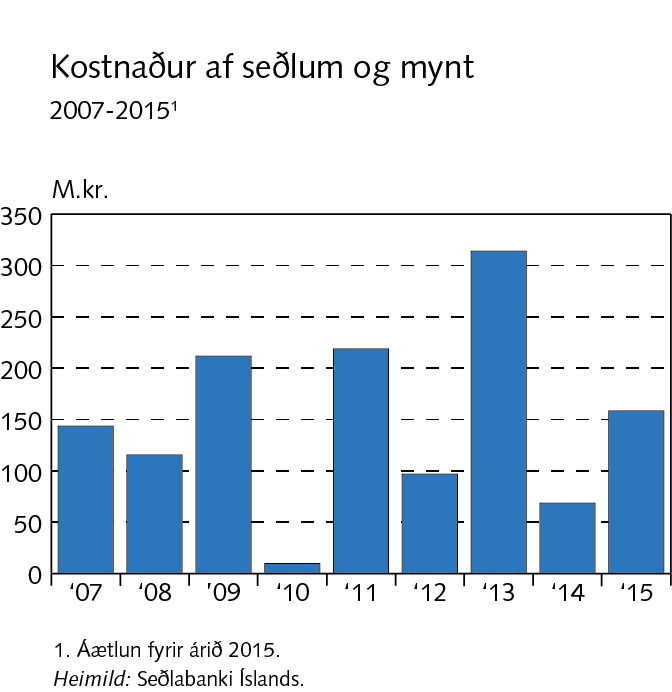 Kostnaður af seðlum og mynt
2007-2015¹
M.kr.
350
300
250
200
150
100
50
0
‘07 ‘08 ’09 ‘10 ‘11 ‘12 ‘13 ‘14 ‘15
1. Áætlun fyrir árið 2015.
Heimild: Seðlabanki Íslands.